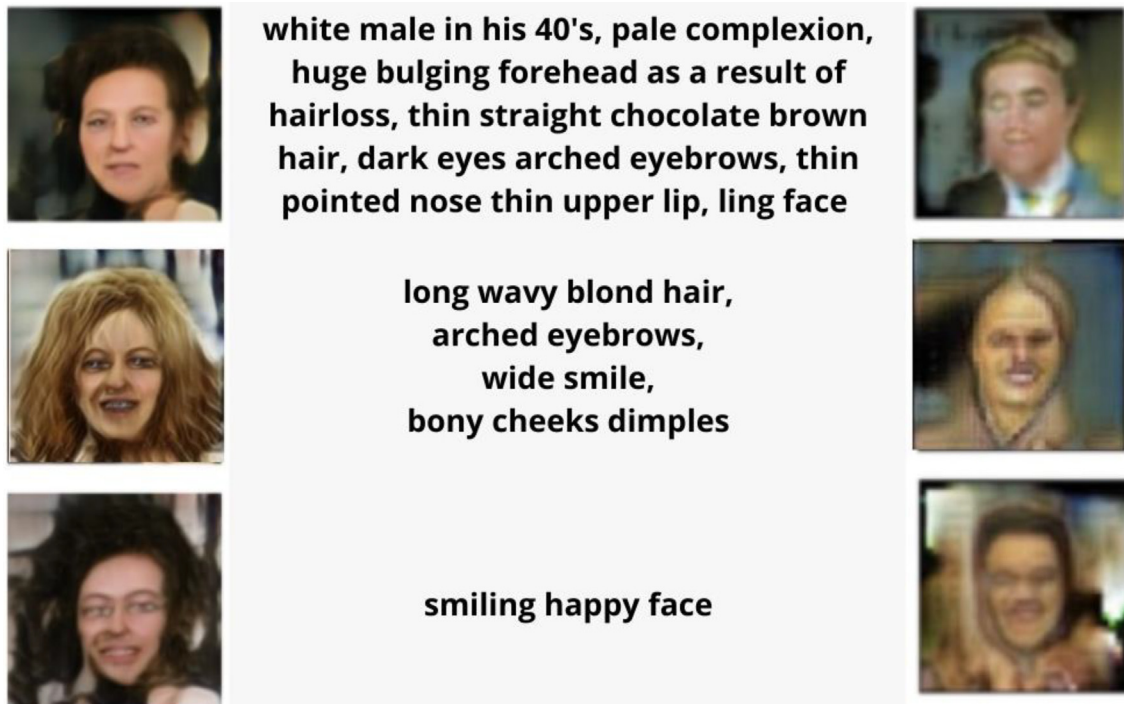 white male in his 40's, pale complexion,
huge bulging forehead as a result of
hairloss, thin straight chocolate brown
hair, dark eyes arched eyebrows, thin
pointed nose thin upper lip, ling face
long wavy blond hair,
arched eyebrows,
wide smile,
bony cheeks dimples
smiling happy face